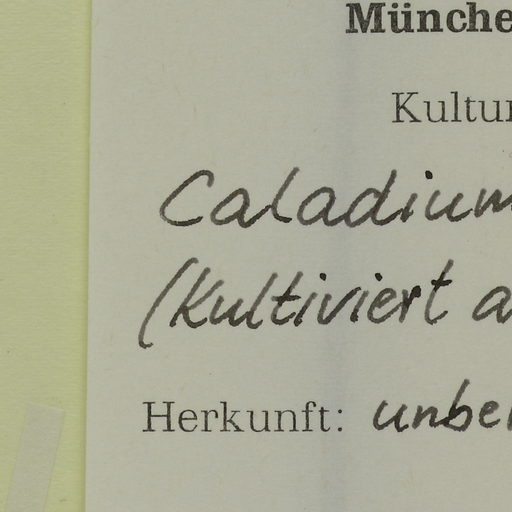 Münche
Kultur
Caladium
(Kultiviert a
Herkunft: unbe